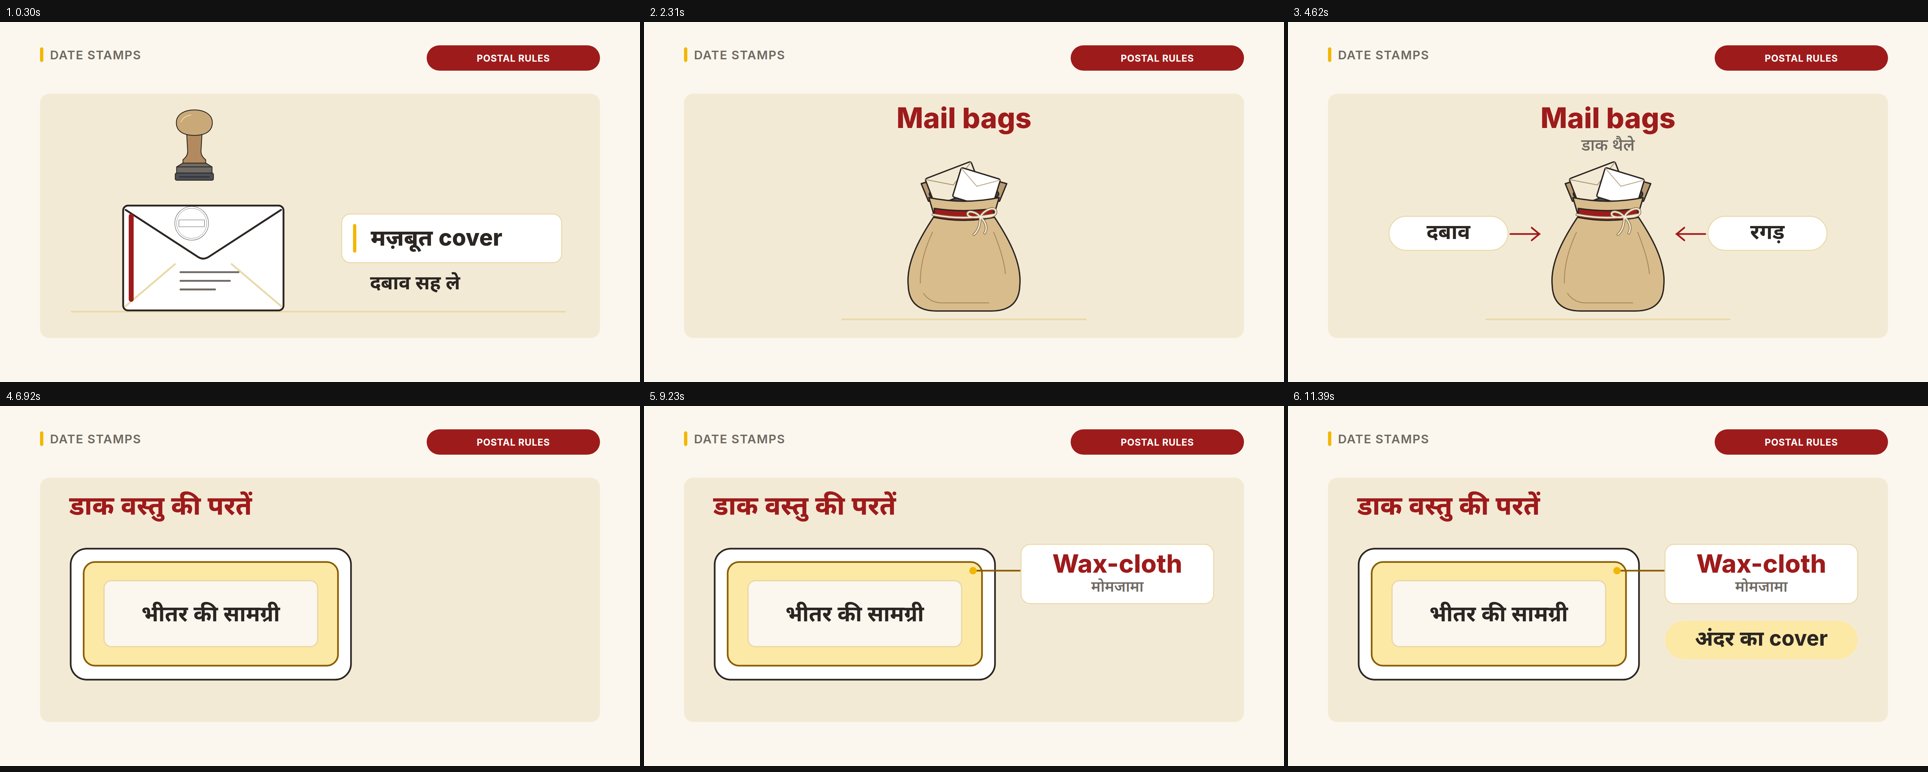 1. 0.30s
DATE STAMPS
POSTAL RULES
मज़बूत cover
दबाव सह ले
2. 2.31s
DATE STAMPS
POSTAL RULES
Mail bags
3. 4.62s
DATE STAMPS
POSTAL RULES
Mail bags
डाक थैले
दबाव
रगड़
4. 6.92s
DATE STAMPS
POSTAL RULES
डाक वस्तु की परतें
भीतर की सामग्री
5. 9.23s
DATE STAMPS
POSTAL RULES
डाक वस्तु की परतें
Wax-cloth
मोमजामा
भीतर की सामग्री
6. 11.39s
DATE STAMPS
POSTAL RULES
डाक वस्तु की परतें
Wax-cloth
मोमजामा
भीतर की सामग्री
अंदर का cover